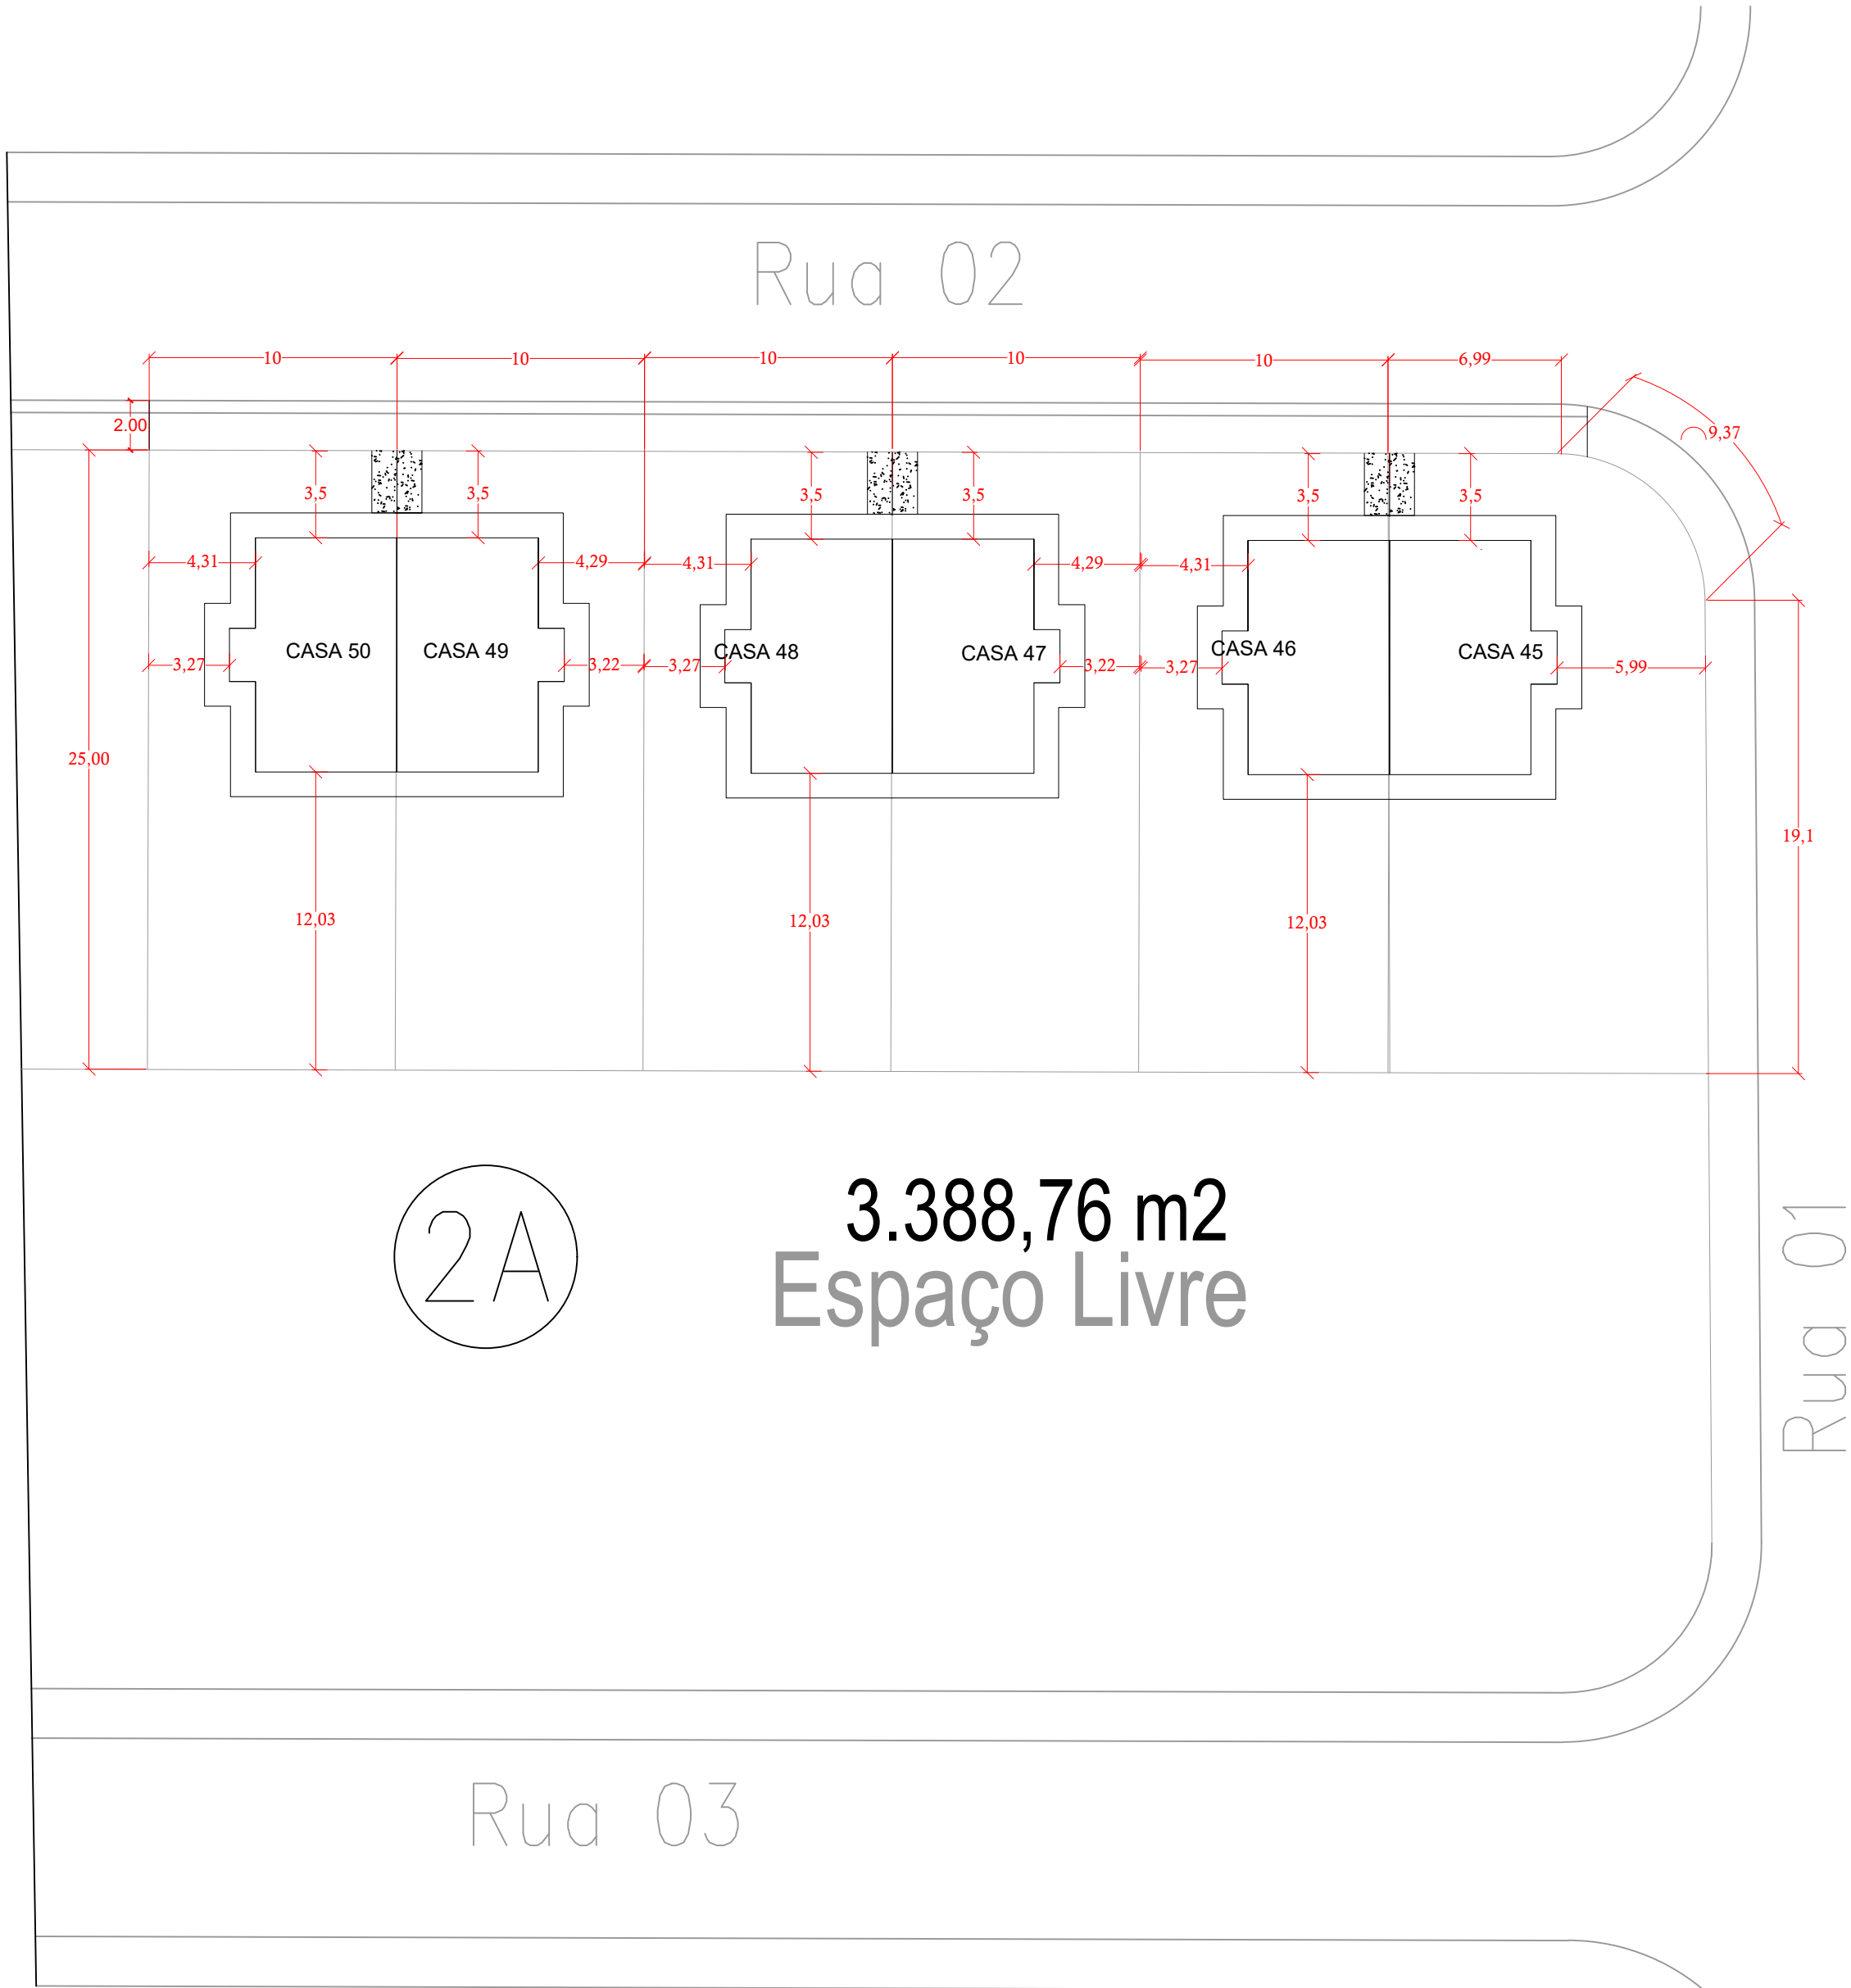 Rua 02
10
10
10
10
10
6,99
2.00
9,37
3,5
3,5
3,5
3,5
3,5
3,5
4,31
4,29
4,31
4,29
4,31
CASA 50
CASA 49
CASA 48
CASA 47
CASA 46
CASA 45
3,27
3,22
3,27
3,22
3,27
5,99
25,00
19,1
12,03
12,03
12,03
2A
3.388,76 m2
Espaço Livre
Rua 01
Rua 03